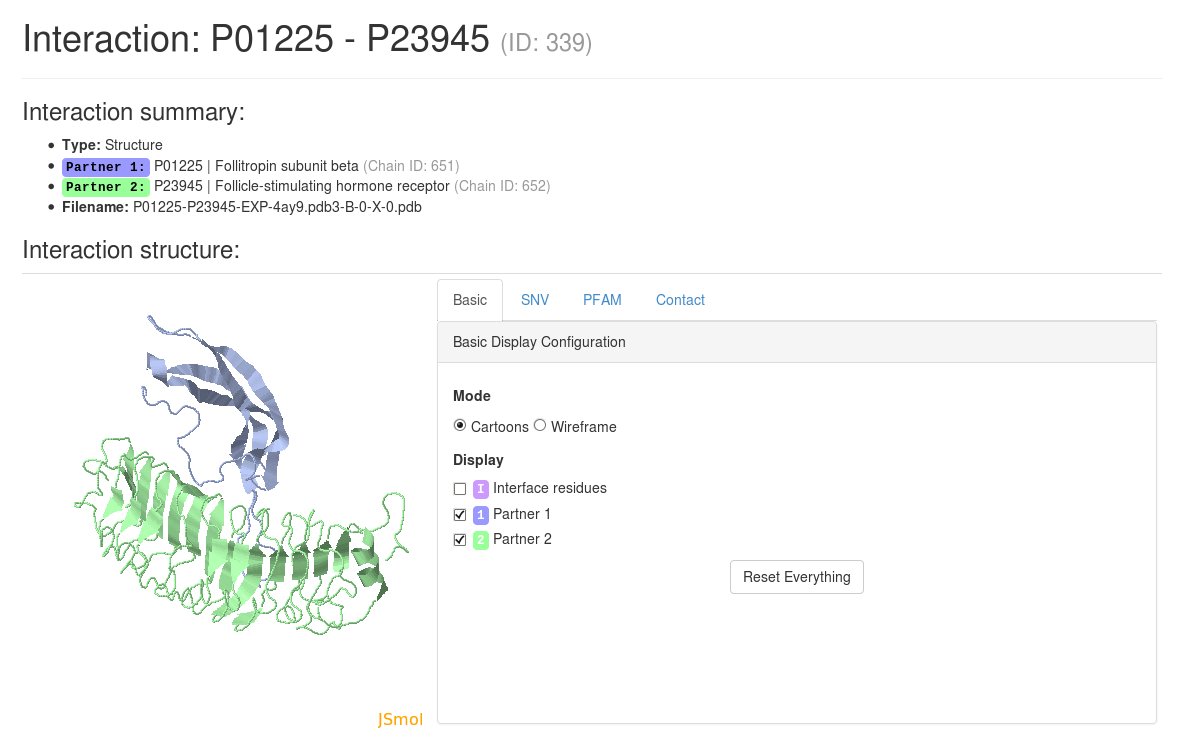 Interaction: P01225 - P23945 (ID: 339)
Interaction summary:
Type: Structure
Partner 1: P01225 | Follitropin subunit beta (Chain ID: 651)
Partner 2: P23945 | Follicle-stimulating hormone receptor (Chain ID: 652)
Filename: P01225-P23945-EXP-4ay9.pdb3-B-0-X-0.pdb
Interaction structure:
Basic SNV PFAM Contact
Basic Display Configuration
Mode
Cartoons Wireframe
Display
I Interface residues
1 Partner 1
2 Partner 2
Reset Everything
JSmol